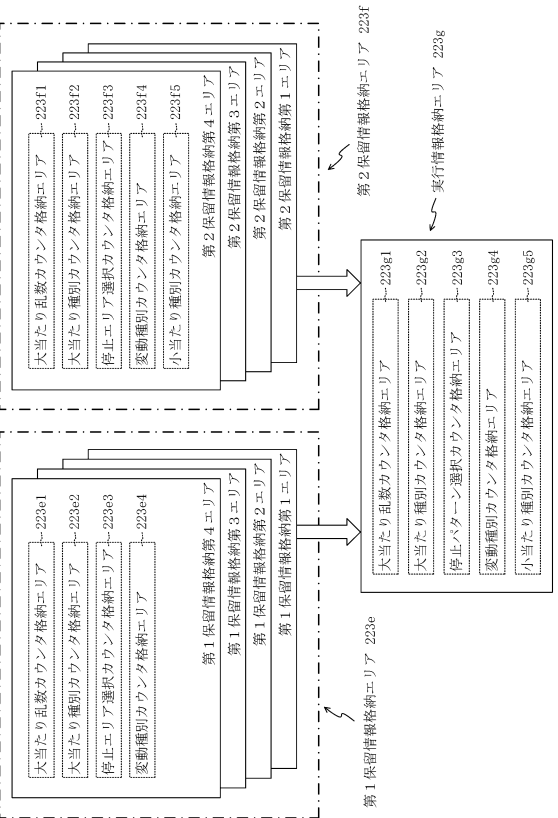 大当たり乱数カウンタ格納エリア 223e1
大当たり種別カウンタ格納エリア 223e2
停止エリア選択カウンタ格納エリア 223e3
変動種別カウンタ格納エリア 223e4
第1保留情報格納第4エリア
第1保留情報格納第3エリア
第1保留情報格納第2エリア
第1保留情報格納第1エリア
第1保留情報格納エリア 223e
大当たり乱数カウンタ格納エリア 223f1
大当たり種別カウンタ格納エリア 223f2
停止エリア選択カウンタ格納エリア 223f3
変動種別カウンタ格納エリア 223f4
小当たり種別カウンタ格納エリア 223f5
第2保留情報格納第4エリア
第2保留情報格納第3エリア
第2保留情報格納第2エリア
第2保留情報格納第1エリア
第2保留情報格納エリア 223f
実行情報格納エリア 223g
大当たり乱数カウンタ格納エリア 223g1
大当たり種別カウンタ格納エリア 223g2
停止パターン選択カウンタ格納エリア 223g3
変動種別カウンタ格納エリア 223g4
小当たり種別カウンタ格納エリア 223g5